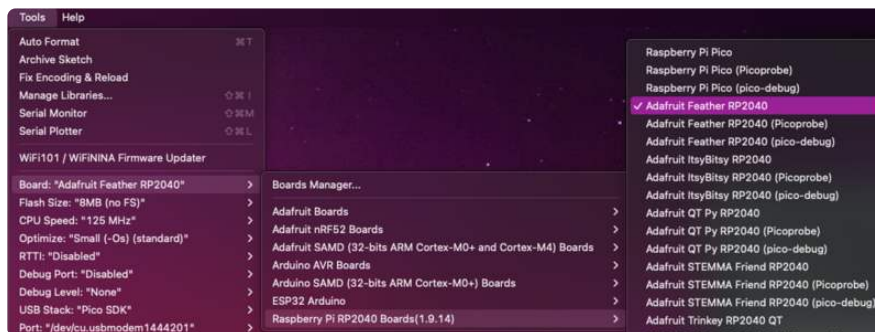 Tools Help
Auto Format ⌘T
Archive Sketch
Fix Encoding & Reload
Manage Libraries... ⇧⌘I
Serial Monitor ⇧⌘M
Serial Plotter ⇧⌘L
WiFi101 / WiFiNINA Firmware Updater
Board: "Adafruit Feather RP2040"
Flash Size: "8MB (no FS)"
CPU Speed: "125 MHz"
Optimize: "Small (-Os) (standard)"
RTTI: "Disabled"
Debug Port: "Disabled"
Debug Level: "None"
USB Stack: "Pico SDK"
Port: "/dev/cu.usbmodem1444201"
Boards Manager...
Adafruit Boards
Adafruit nRF52 Boards
Adafruit SAMD (32-bits ARM Cortex-M0+ and Cortex-M4) Boards
Arduino AVR Boards
Arduino SAMD (32-bits ARM Cortex-M0+) Boards
ESP32 Arduino
Raspberry Pi RP2040 Boards(1.9.14)
Raspberry Pi Pico
Raspberry Pi Pico (Picoprobe)
Raspberry Pi Pico (pico-debug)
✓ Adafruit Feather RP2040
Adafruit Feather RP2040 (Picoprobe)
Adafruit Feather RP2040 (pico-debug)
Adafruit ItsyBitsy RP2040
Adafruit ItsyBitsy RP2040 (Picoprobe)
Adafruit ItsyBitsy RP2040 (pico-debug)
Adafruit QT Py RP2040
Adafruit QT Py RP2040 (Picoprobe)
Adafruit QT Py RP2040 (pico-debug)
Adafruit STEMMA Friend RP2040
Adafruit STEMMA Friend RP2040 (Picoprobe)
Adafruit STEMMA Friend RP2040 (pico-debug)
Adafruit Trinkey RP2040 QT